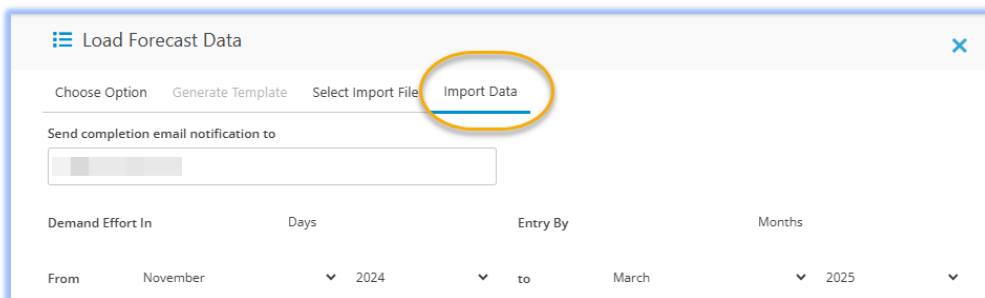 Load Forecast Data
Choose Option Generate Template Select Import File Import Data
Send completion email notification to
Demand Effort In Days Entry By Months
From November 2024 to March 2025